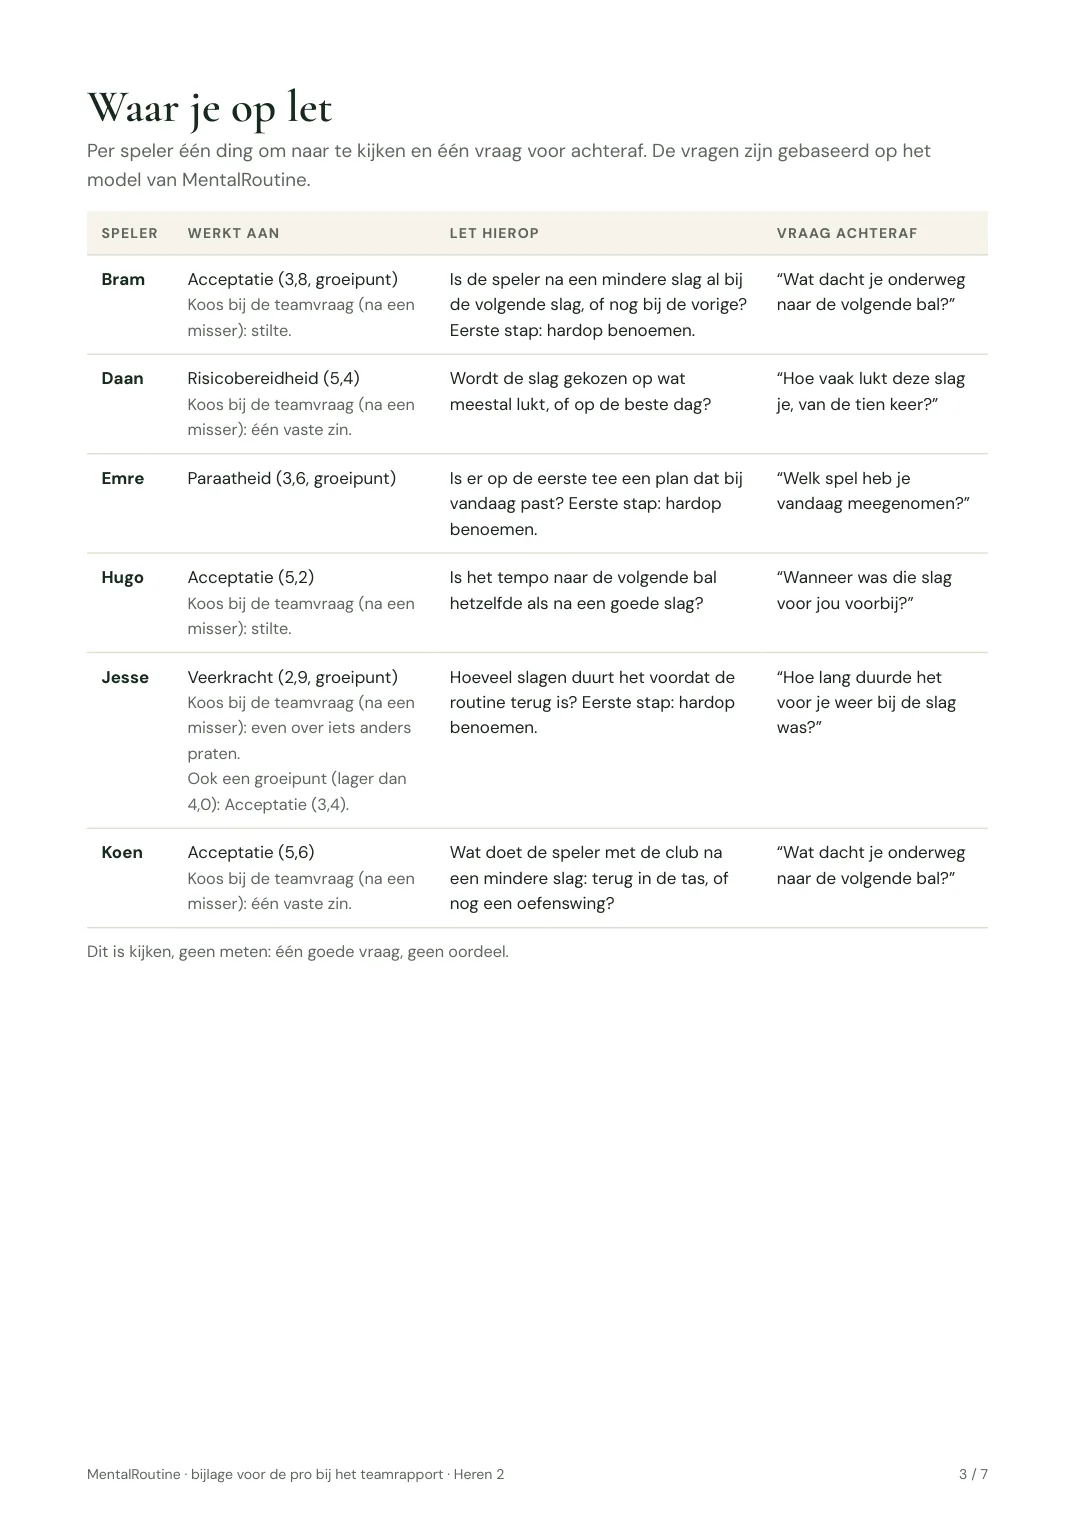 Waar je op let
Per speler één ding om naar te kijken en één vraag voor achteraf. De vragen zijn gebaseerd op het
model van MentalRoutine.
SPELER WERKT AAN LET HIEROP VRAAG ACHTERAF
Bram
Acceptatie (3,8, groeipunt)
Koos bij de teamvraag (na een
misser): stilte.
Is de speler na een mindere slag al bij
de volgende slag, of nog bij de vorige?
Eerste stap: hardop benoemen.
“Wat dacht je onderweg
naar de volgende bal?”
Daan
Risicobereidheid (5,4)
Koos bij de teamvraag (na een
misser): één vaste zin.
Wordt de slag gekozen op wat
meestal lukt, of op de beste dag?
“Hoe vaak lukt deze slag
je, van de tien keer?”
Emre
Paraatheid (3,6, groeipunt)
Is er op de eerste tee een plan dat bij
vandaag past? Eerste stap: hardop
benoemen.
“Welk spel heb je
vandaag meegenomen?”
Hugo
Acceptatie (5,2)
Koos bij de teamvraag (na een
misser): stilte.
Is het tempo naar de volgende bal
hetzelfde als na een goede slag?
“Wanneer was die slag
voor jou voorbij?”
Jesse
Veerkracht (2,9, groeipunt)
Koos bij de teamvraag (na een
misser): even over iets anders
praten.
Ook een groeipunt (lager dan
4,0): Acceptatie (3,4).
Hoeveel slagen duurt het voordat de
routine terug is? Eerste stap: hardop
benoemen.
“Hoe lang duurde het
voor je weer bij de slag
was?”
Koen
Acceptatie (5,6)
Koos bij de teamvraag (na een
misser): één vaste zin.
Wat doet de speler met de club na
een mindere slag: terug in de tas, of
nog een oefenswing?
“Wat dacht je onderweg
naar de volgende bal?”
Dit is kijken, geen meten: één goede vraag, geen oordeel.
MentalRoutine · bijlage voor de pro bij het teamrapport · Heren 2
3 / 7